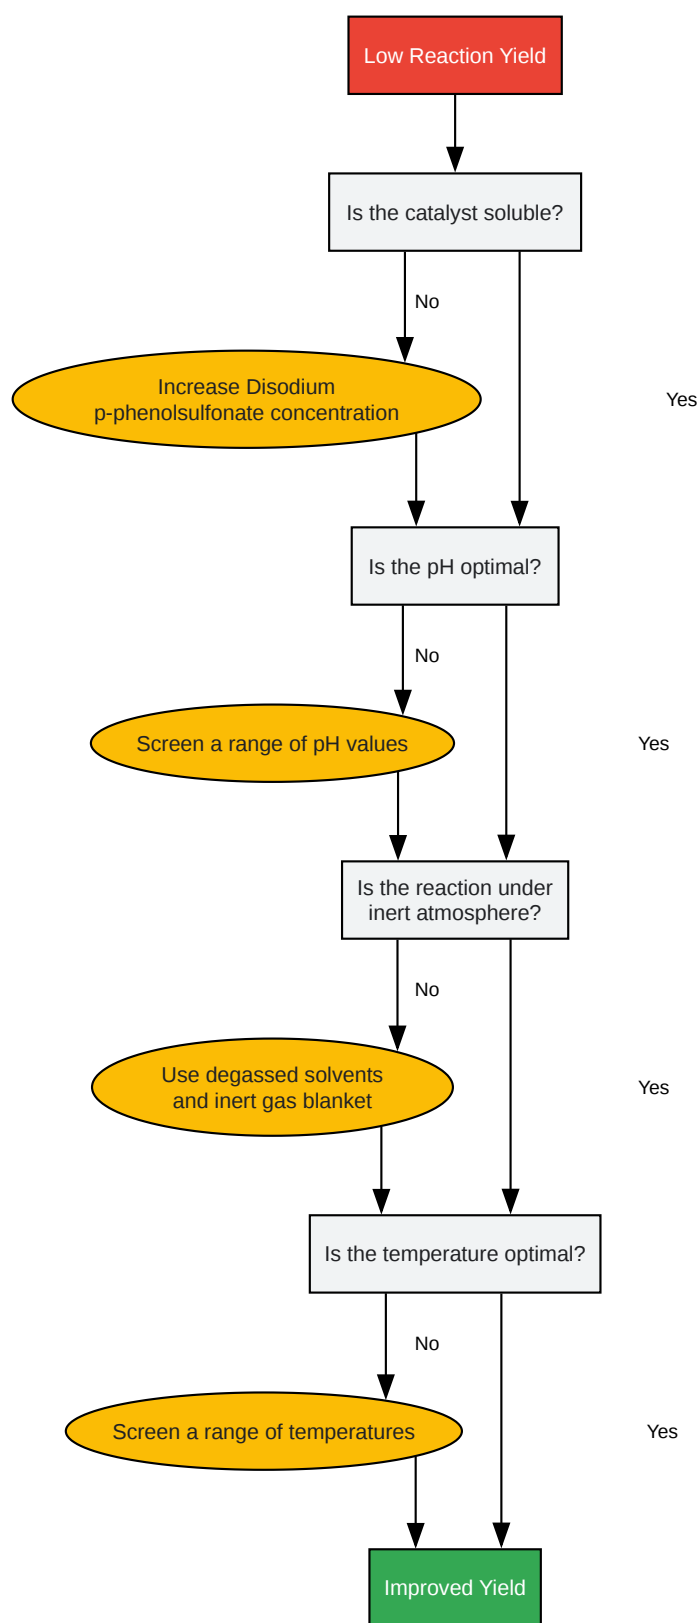 Low Reaction Yield
Is the catalyst soluble?
No
Increase Disodium
p-phenolsulfonate concentration
Yes
Is the pH optimal?
No
Screen a range of pH values
Yes
Is the reaction under
inert atmosphere?
No
Use degassed solvents
and inert gas blanket
Yes
Is the temperature optimal?
No
Screen a range of temperatures
Yes
Improved Yield